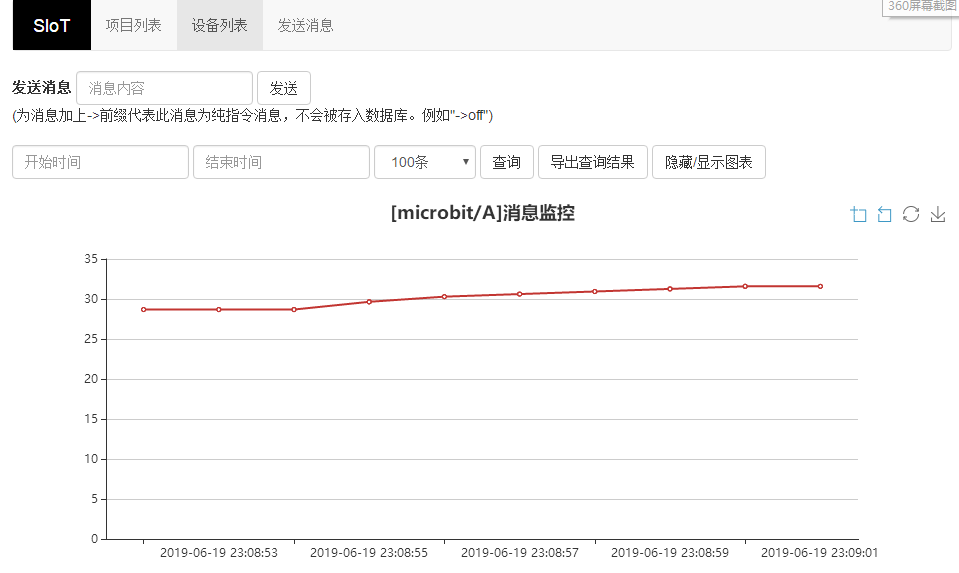 360屏幕截图
SIoT 项目列表 设备列表 发送消息
发送消息 消息内容 发送
(为消息加上->前缀代表此消息为纯指令消息，不会被存入数据库。例如"->off")
开始时间 结束时间 100条 查询 导出查询结果 隐藏/显示图表
[microbit/A]消息监控
35
30
25
20
15
10
5
0
2019-06-19 23:08:53 2019-06-19 23:08:55 2019-06-19 23:08:57 2019-06-19 23:08:59 2019-06-19 23:09:01